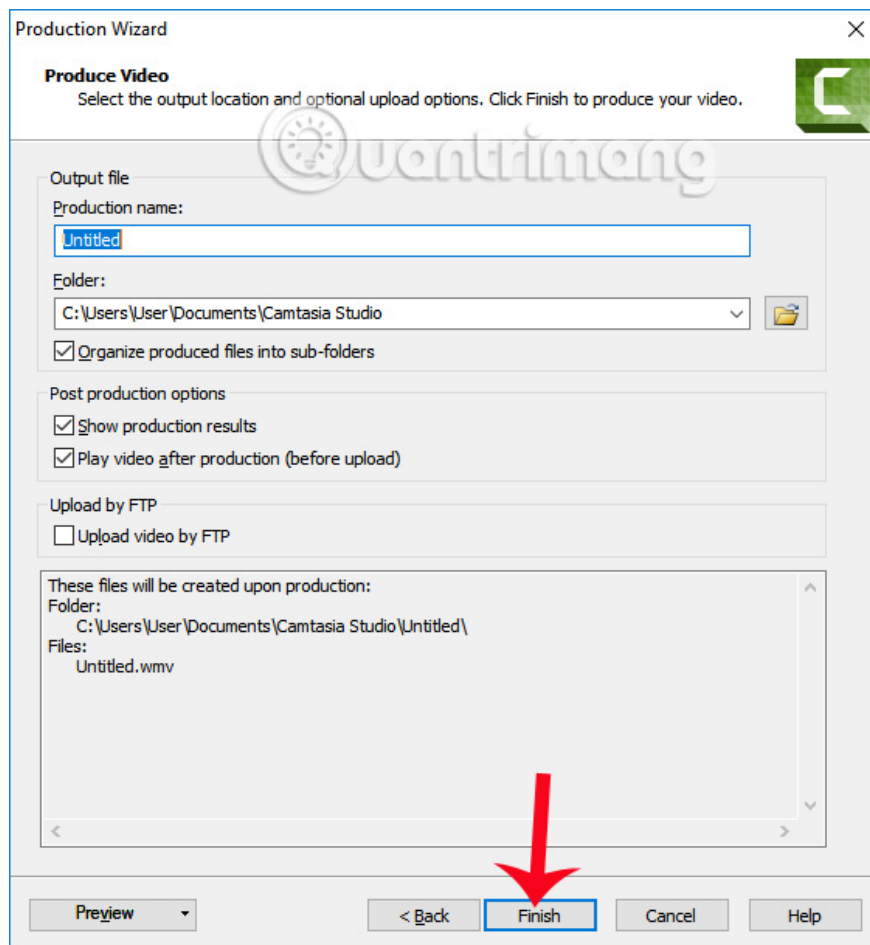 Production Wizard
Produce Video
Select the output location and optional upload options. Click Finish to produce your video.
Quantrimang
Output file
Production name:
Untitled
Folder:
C:\Users\User\Documents\Camtasia Studio
Organize produced files into sub-folders
Post production options
Show production results
Play video after production (before upload)
Upload by FTP
Upload video by FTP
These files will be created upon production:
Folder:
C:\Users\User\Documents\Camtasia Studio\Untitled\
Files:
Untitled.wmv
Preview
< Back
Finish
Cancel
Help